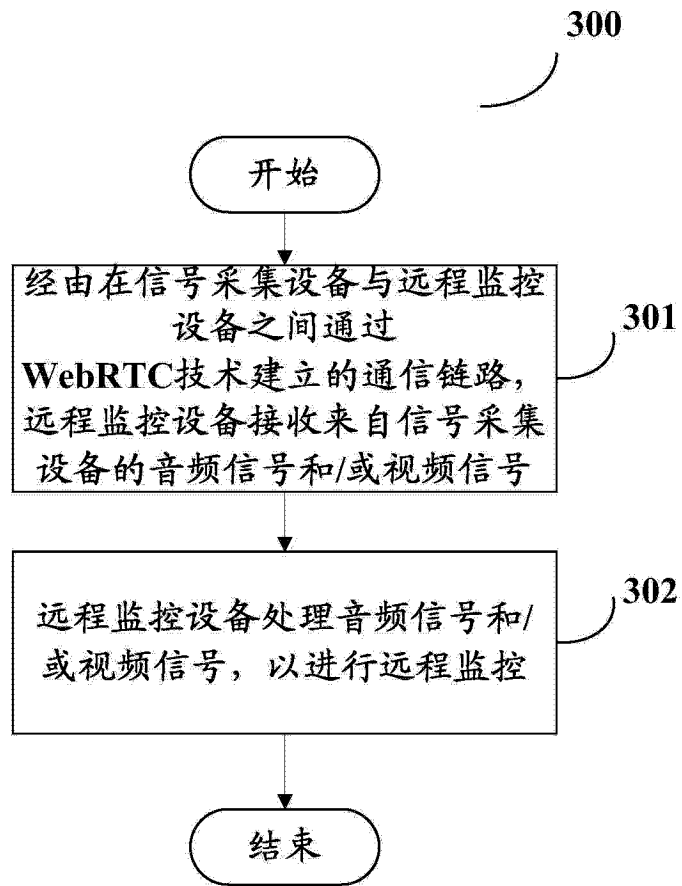 300
开始
经由在信号采集设备与远程监控
设备之间通过
WebRTC技术建立的通信链路，
远程监控设备接收来自信号采集
设备的音频信号和/或视频信号
301
远程监控设备处理音频信号和/
或视频信号，以进行远程监控
302
结束